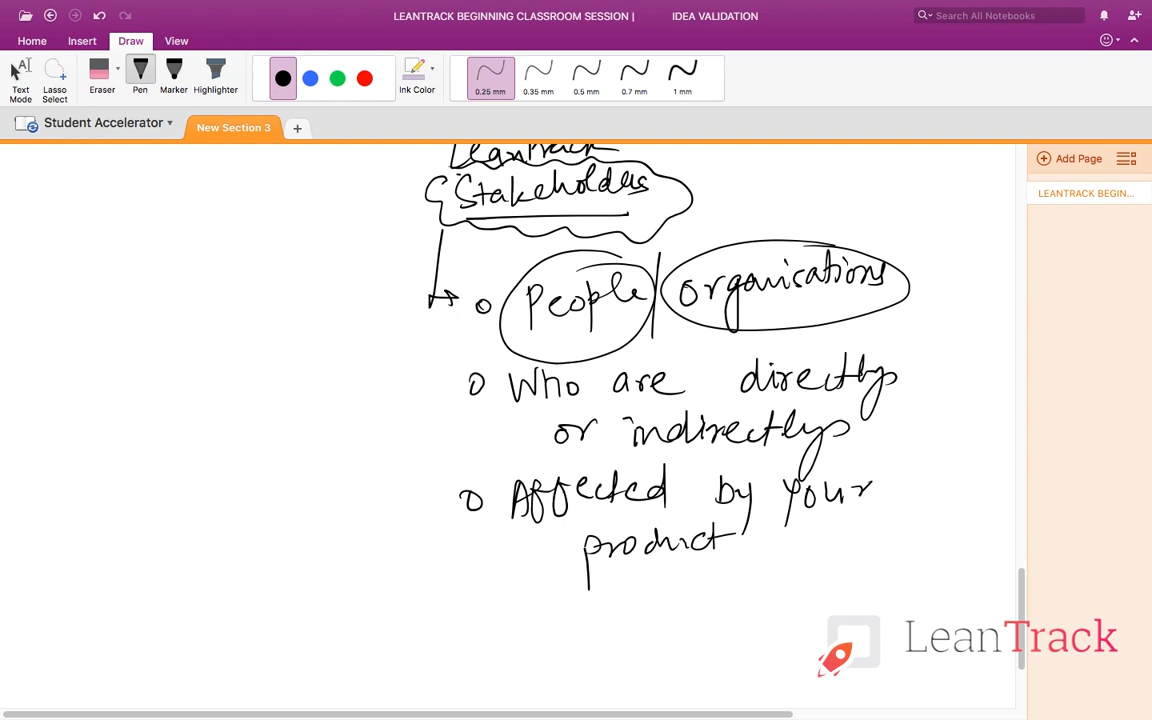 LEANTRACK BEGINNING CLASSROOM SESSION | IDEA VALIDATION
Search All Notebooks
Home Insert Draw View
Text Mode
Lasso Select
Eraser
Pen
Marker
Highlighter
Ink Color
0.25 mm 0.35 mm 0.5 mm 0.7 mm 1 mm
Student Accelerator
New Section 3
+
Add Page
LEANTRACK BEGIN...
Leantrack
Stakeholders
People | Organisations
Who are directly
or indirectly
Affected by your
product
LeanTrack